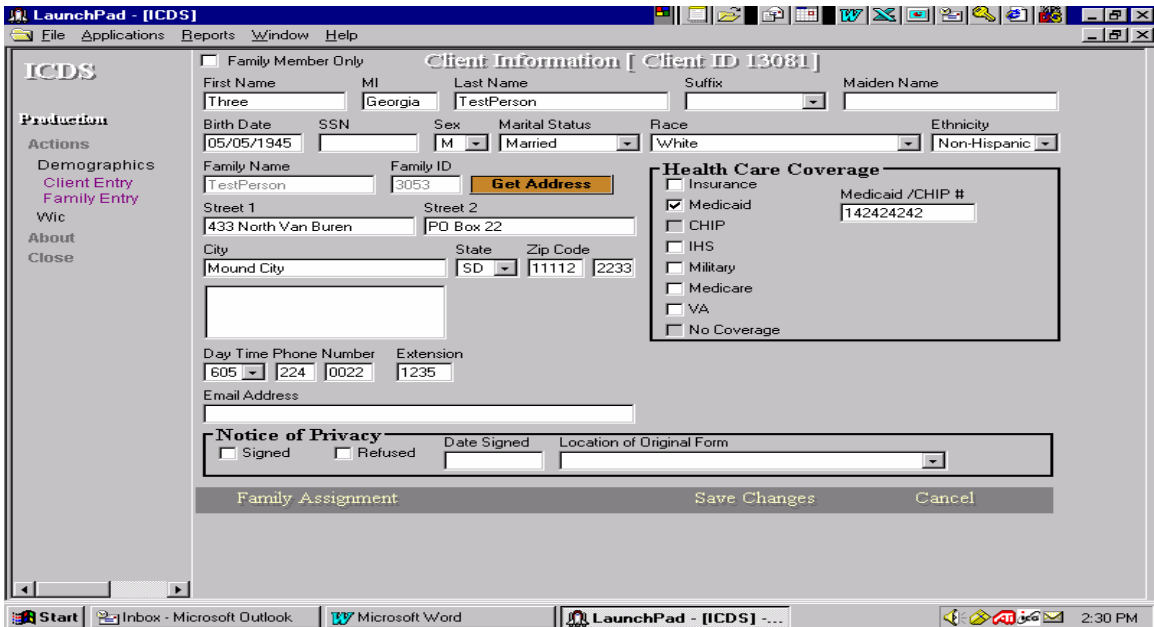 LaunchPad - [ICDS]
File Applications Reports Window Help
ICDS
Production
Actions
Demographics
Client Entry
Family Entry
Wic
About
Close
Family Member Only Client Information [ Client ID 13081]
First Name MI Last Name Suffix Maiden Name
Three Georgia TestPerson
Birth Date SSN Sex Marital Status Race Ethnicity
05/05/1945 M Married White Non-Hispanic
Family Name Family ID
TestPerson 3053 Get Address
Street 1 Street 2
433 North Van Buren PO Box 22
City State Zip Code
Mound City SD 11112 2233
Health Care Coverage
Insurance
Medicaid Medicaid /CHIP #
142424242
CHIP
IHS
Military
Medicare
VA
No Coverage
Day Time Phone Number Extension
605 224 0022 1235
Email Address
Notice of Privacy
Signed Refused Date Signed Location of Original Form
Family Assignment Save Changes Cancel
Start Inbox - Microsoft Outlook Microsoft Word LaunchPad - [ICDS] -... 2:30 PM